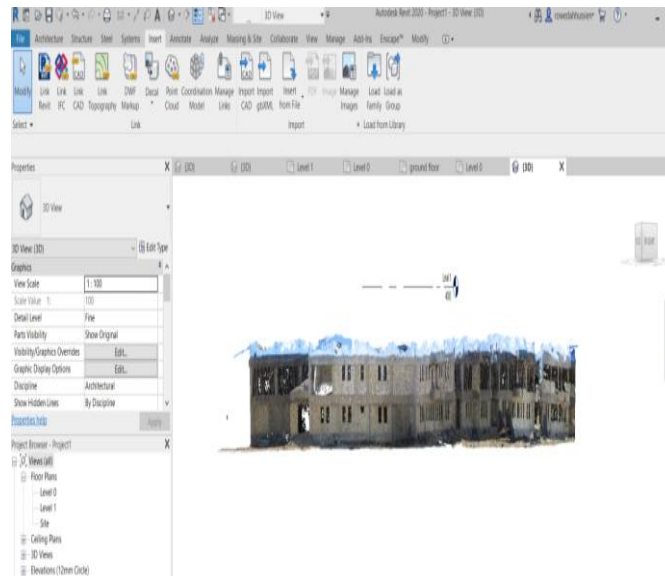 3D View
Autodesk Revit 2020 - Project1 - 3D View: {3D}
File Architecture Structure Steel Systems Insert Annotate Analyze Massing & Site Collaborate View Manage Add-Ins Enscape™ Modify
Modify Link Revit Link IFC Link CAD Link Topography DWF Markup Decal Point Cloud Coordination Model Manage Links Import CAD Import gbXML Insert from File PDF Image Manage Images Load Family Load as Group
Select Link Import Load from Library
Properties X {3D} {3D} Level 1 Level 0 ground floor Level 0 {3D} X
3D View
3D View: {3D} Edit Type
Graphics
View Scale 1 : 100
Scale Value 1: 100
Detail Level Fine
Parts Visibility Show Original
Visibility/Graphics Overrides Edit...
Graphic Display Options Edit...
Discipline Architectural
Show Hidden Lines By Discipline
Properties help Apply
Project Browser - Project1 X
Views (all)
Floor Plans
Level 0
Level 1
Site
Ceiling Plans
3D Views
Elevations (12mm Circle)